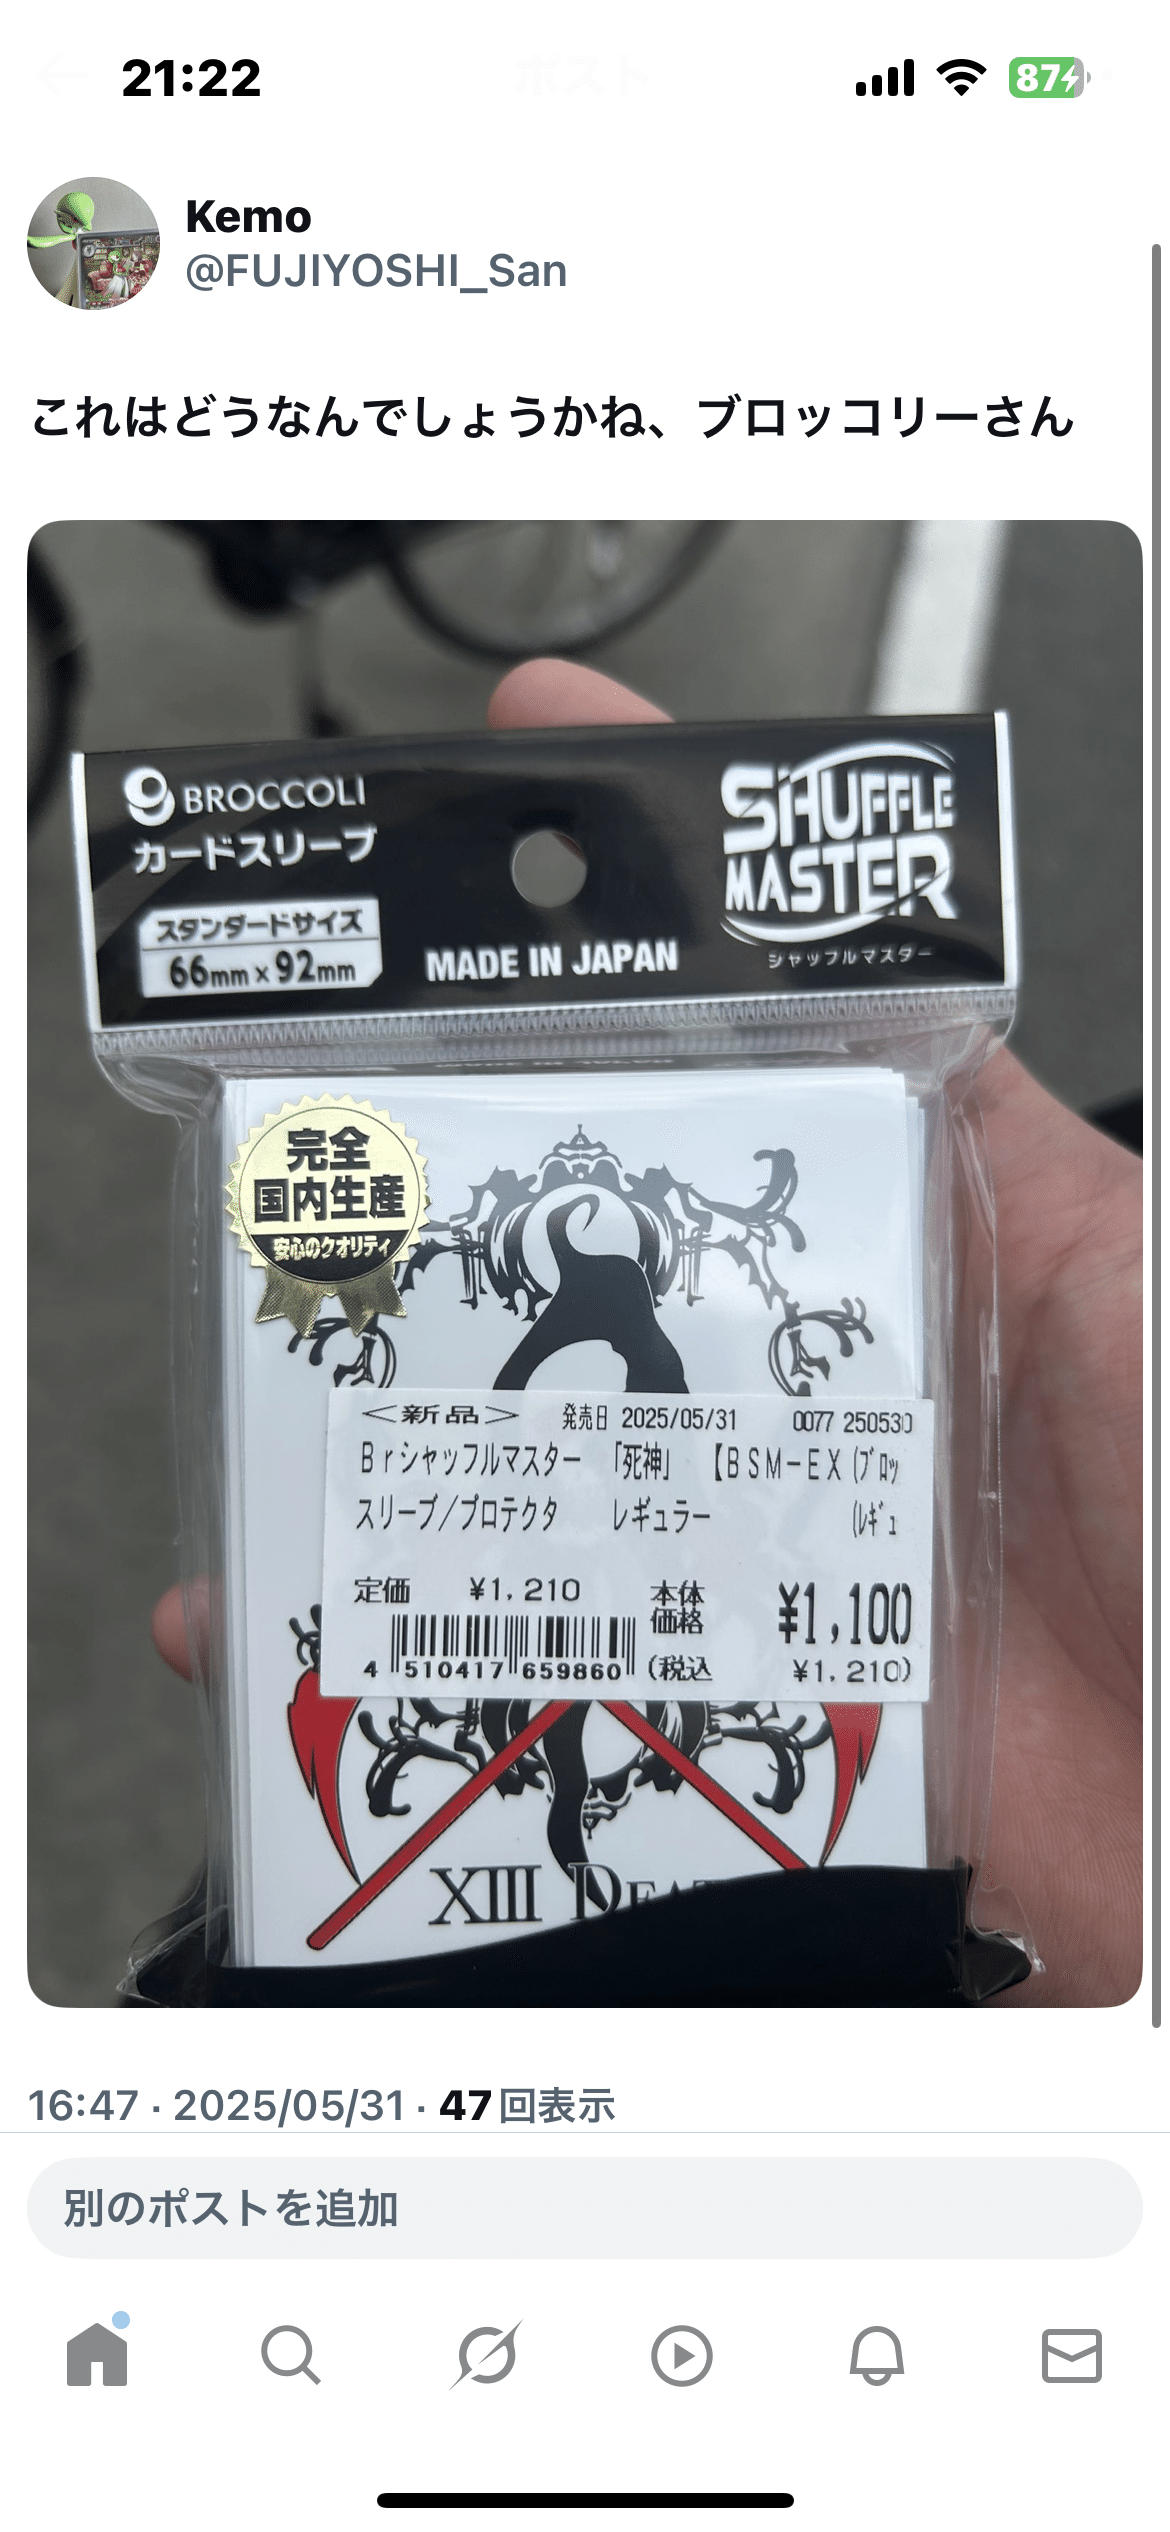 21:22
87
Kemo
@FUJIYOSHI_San
これはどうなんでしょうかね、ブロッコリーさん
BROCCOLI
カードスリーブ
スタンダードサイズ
66mm×92mm
MADE IN JAPAN
SHUFFLE
MASTER
シャッフルマスター
完全
国内生産
安心のクオリティ
＜新品＞ 発売日 2025/05/31 0077 250530
Brシャッフルマスター 「死神」 【BSM-EX (ﾌﾞﾛｯ
スリーブ/プロテクタ レギュラー (ﾚｷﾞｭ
定価 ¥1,210 本体価格 ¥1,100
4 510417 659860 (税込 ¥1,210)
XIII DEA
16:47 · 2025/05/31 · 47回表示
別のポストを追加